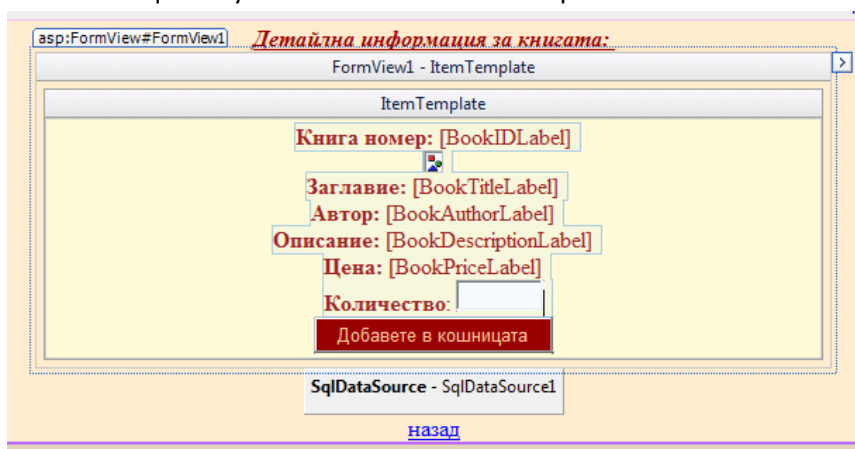 asp:FormView#FormView1 Детайлна информация за книгата:
FormView1 - ItemTemplate
ItemTemplate
Книга номер: [BookIDLabel]
Заглавие: [BookTitleLabel]
Автор: [BookAuthorLabel]
Описание: [BookDescriptionLabel]
Цена: [BookPriceLabel]
Количество:
Добавете в кошницата
SqlDataSource - SqlDataSource1
назад